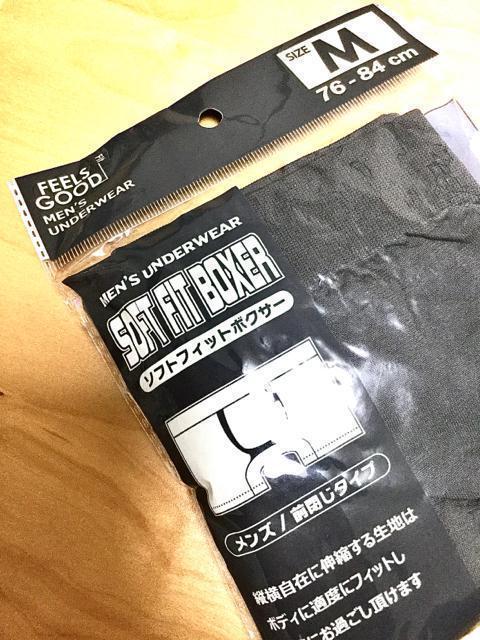 SIZE M
76-84 cm
FEELS
GOOD
MEN'S
UNDERWEAR
MEN'S UNDERWEAR
SOFT FIT BOXER
ソフトフィットボクサー
メンズ / 前閉じタイプ
縦横自在に伸縮する生地は
ボディに適度にフィットし
お過ごし頂けます